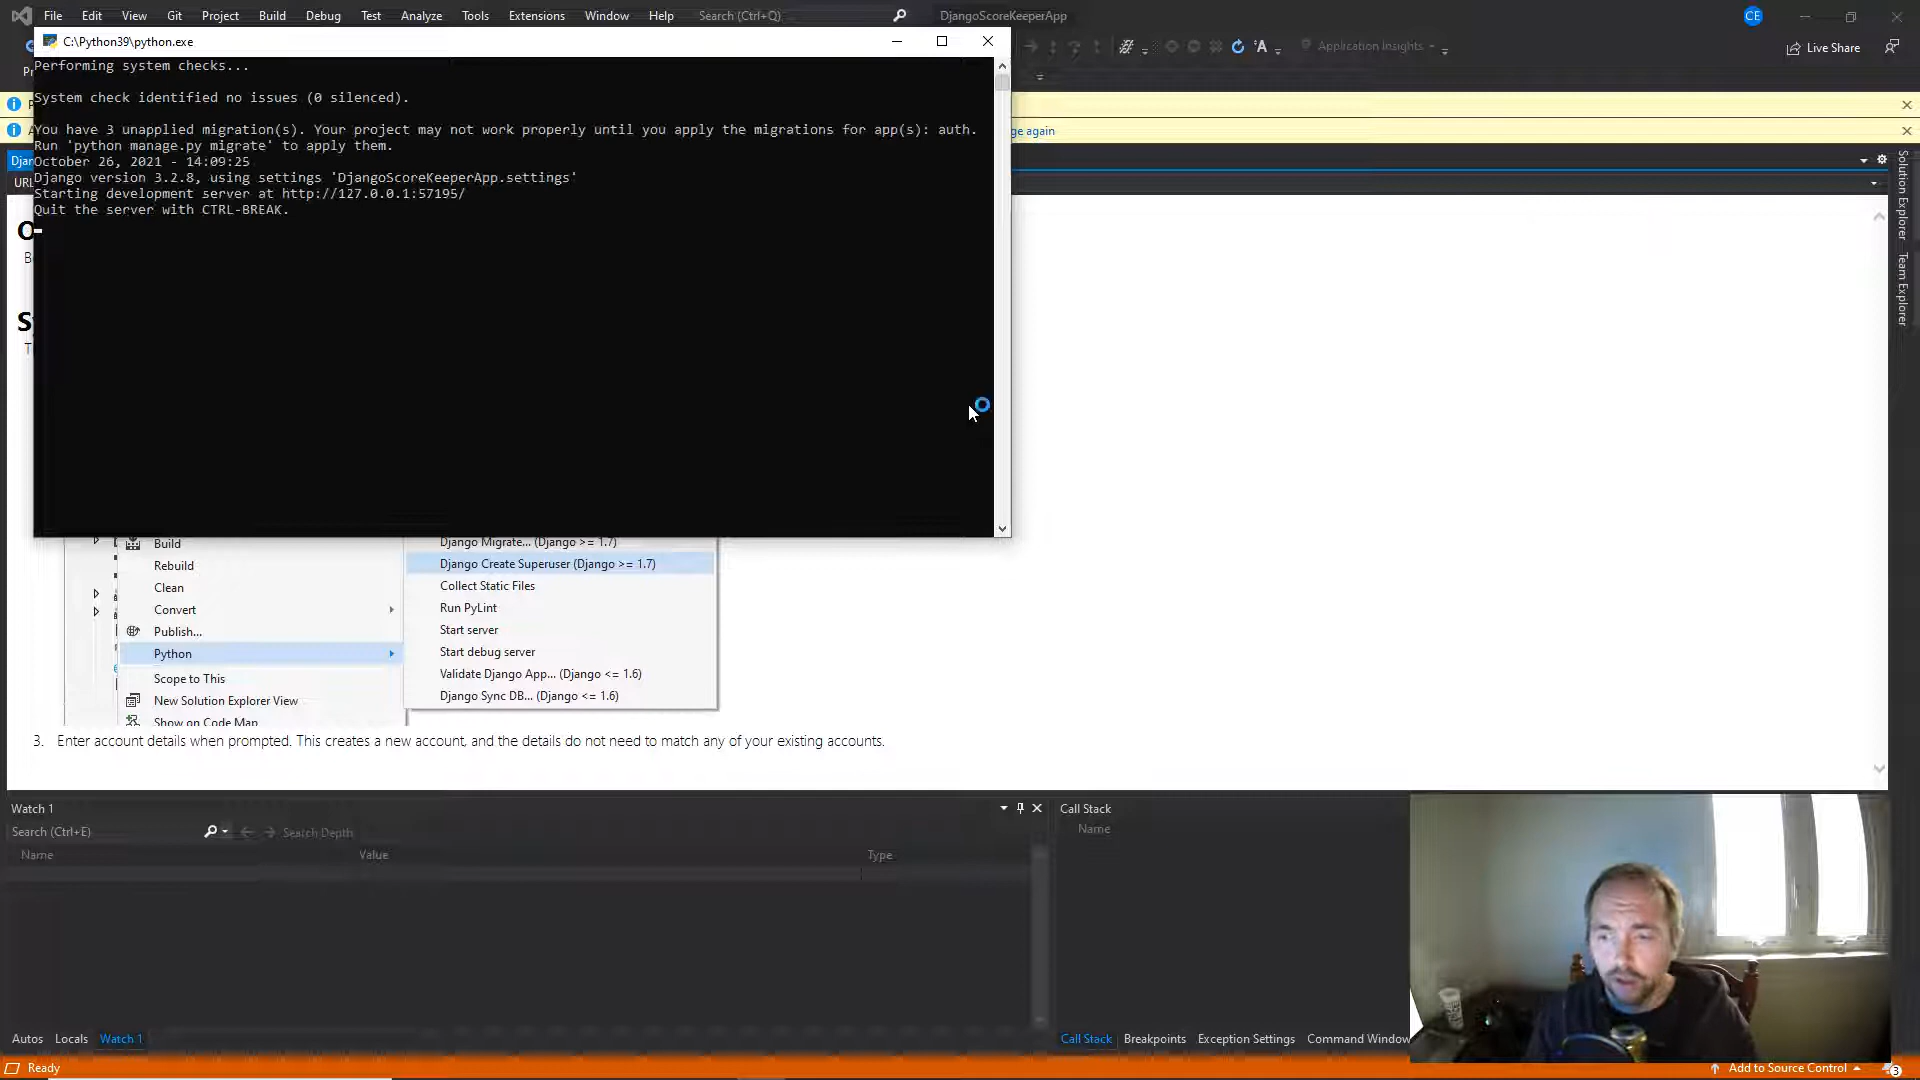 File Edit View Git Project Build Debug Test Analyze Tools Extensions Window Help Search (Ctrl+Q) DjangoScoreKeeperApp CE
C:\Python39\python.exe
Application Insights
Live Share
Performing system checks...
System check identified no issues (0 silenced).
You have 3 unapplied migration(s). Your project may not work properly until you apply the migrations for app(s): auth.
ge again
Run 'python manage.py migrate' to apply them.
October 26, 2021 - 14:09:25
Django version 3.2.8, using settings 'DjangoScoreKeeperApp.settings'
Starting development server at http://127.0.0.1:57195/
Quit the server with CTRL-BREAK.
Solution Explorer
Team Explorer
Build
Rebuild
Clean
Convert
Publish...
Python
Scope to This
New Solution Explorer View
Show on Code Map
Django Migrate... (Django >= 1.7)
Django Create Superuser (Django >= 1.7)
Collect Static Files
Run PyLint
Start server
Start debug server
Validate Django App... (Django <= 1.6)
Django Sync DB... (Django <= 1.6)
3. Enter account details when prompted. This creates a new account, and the details do not need to match any of your existing accounts.
Watch 1
Search (Ctrl+E) Search Depth
Name Value Type
Call Stack
Name
Autos Locals Watch 1
Call Stack Breakpoints Exception Settings Command Window
Ready
Add to Source Control 3